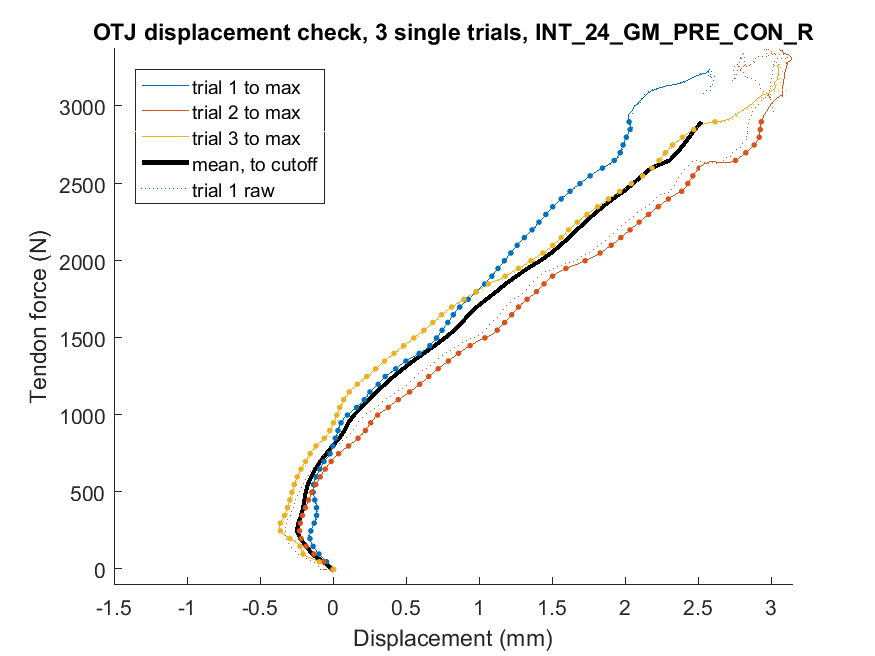 OTJ displacement check, 3 single trials, INT_24_GM_PRE_CON_R
trial 1 to max
trial 2 to max
trial 3 to max
mean, to cutoff
trial 1 raw
Tendon force (N)
3000
2500
2000
1500
1000
500
0
-1.5 -1 -0.5 0 0.5 1 1.5 2 2.5 3
Displacement (mm)